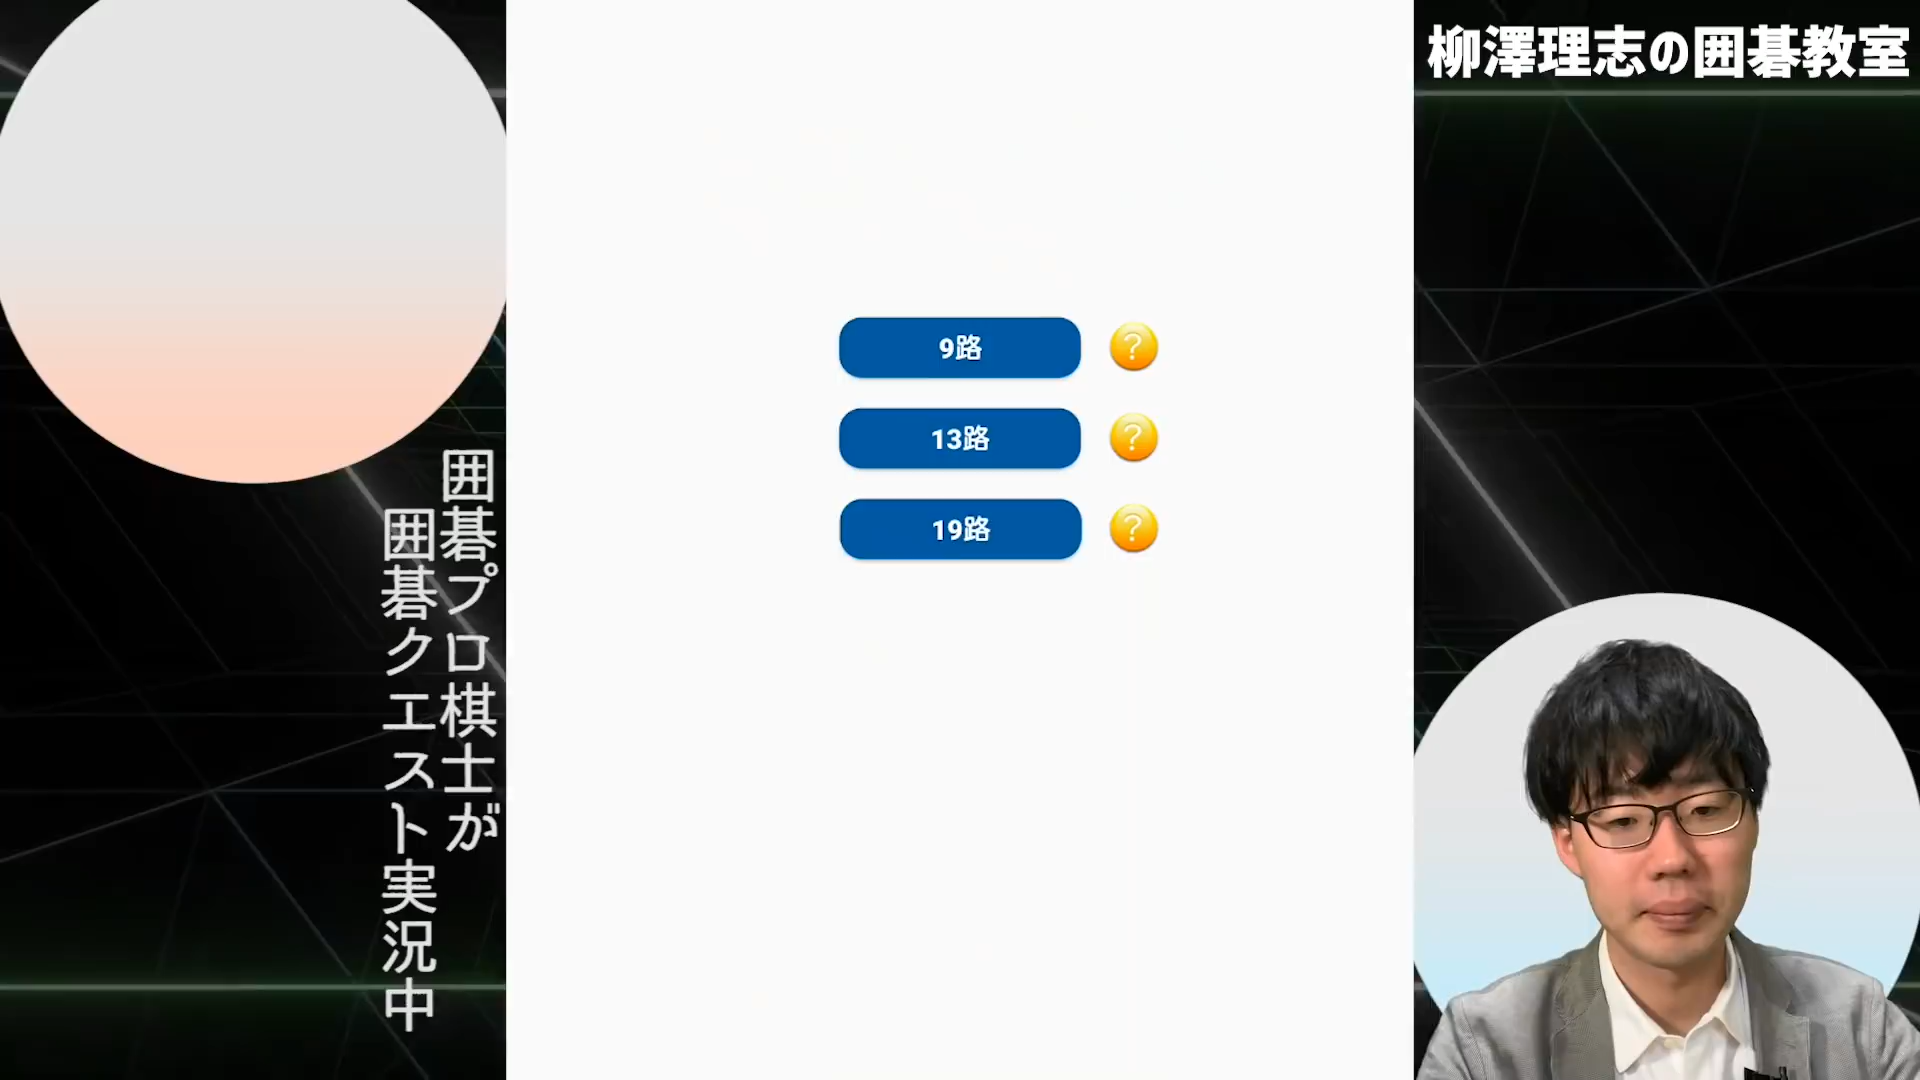 柳澤理志の囲碁教室
9路
?
13路
?
19路
?
囲碁プロ棋士が
囲碁クエスト実況中